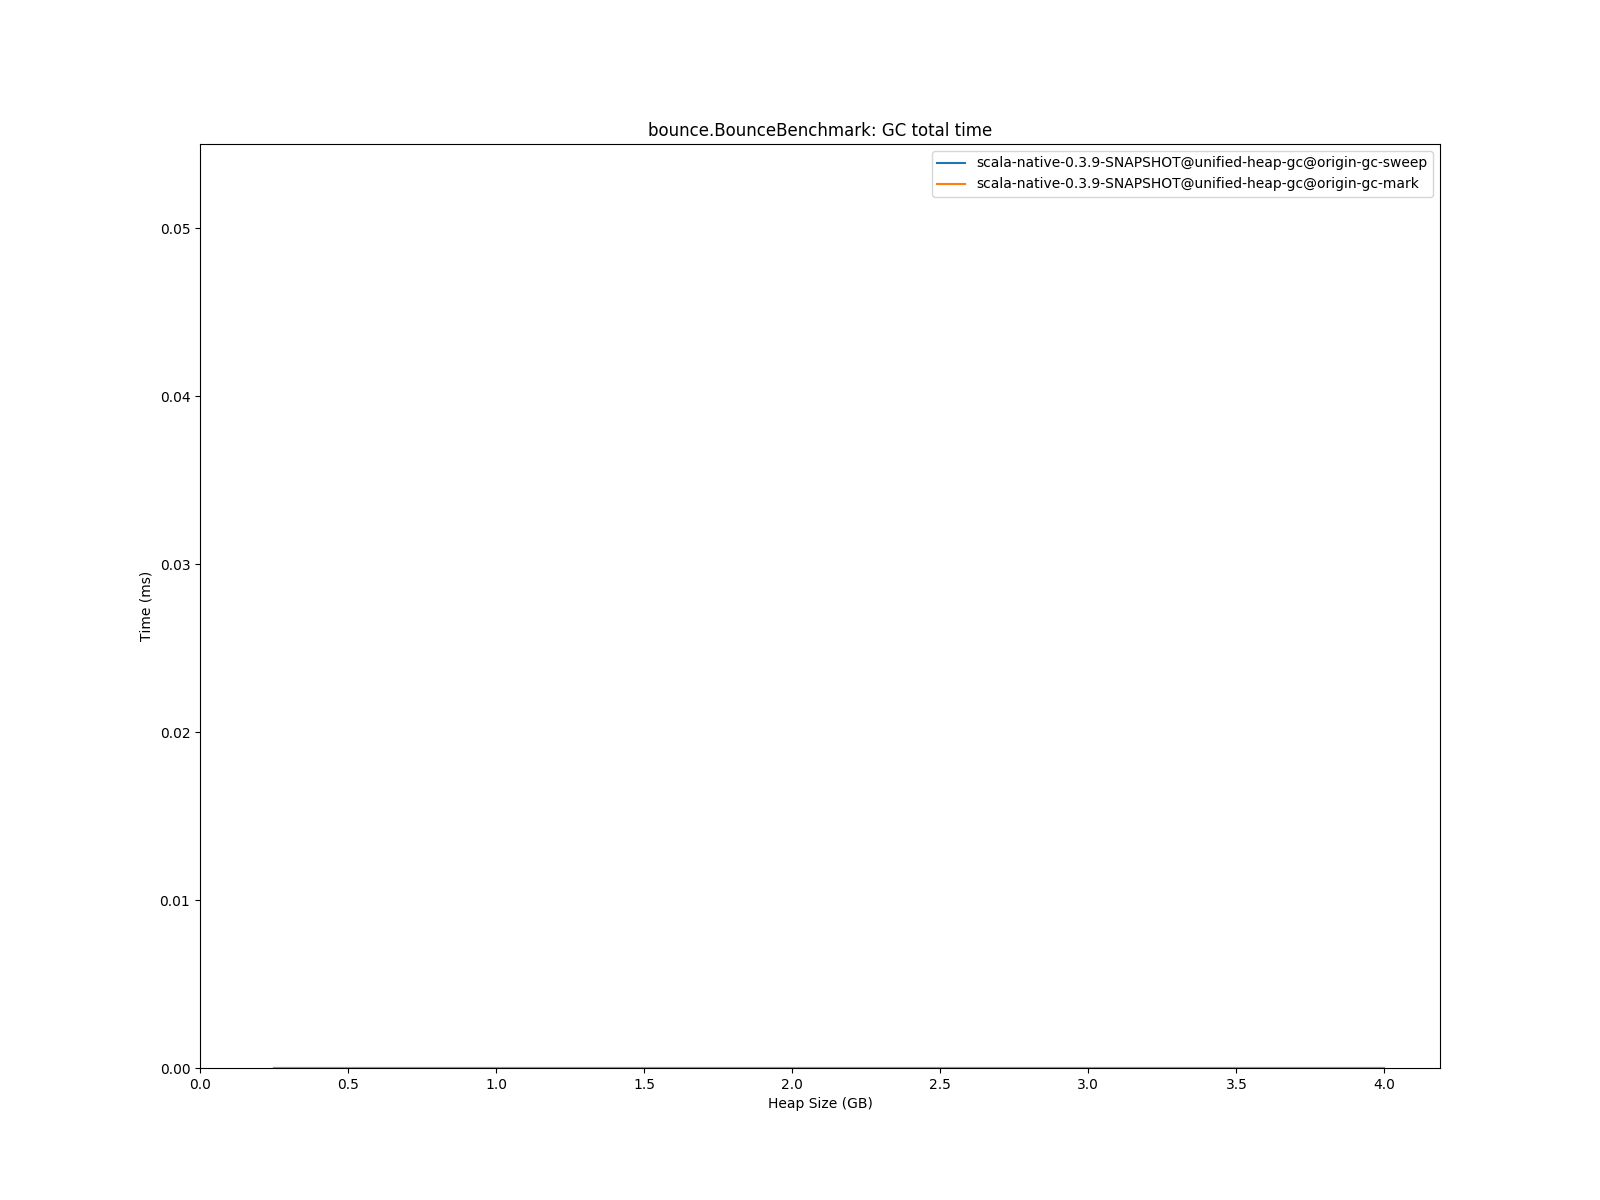 bounce.BounceBenchmark: GC total time
scala-native-0.3.9-SNAPSHOT@unified-heap-gc@origin-gc-sweep
scala-native-0.3.9-SNAPSHOT@unified-heap-gc@origin-gc-mark
0.05
0.04
0.03
0.02
0.01
0.00
Time (ms)
0.0 0.5 1.0 1.5 2.0 2.5 3.0 3.5 4.0
Heap Size (GB)